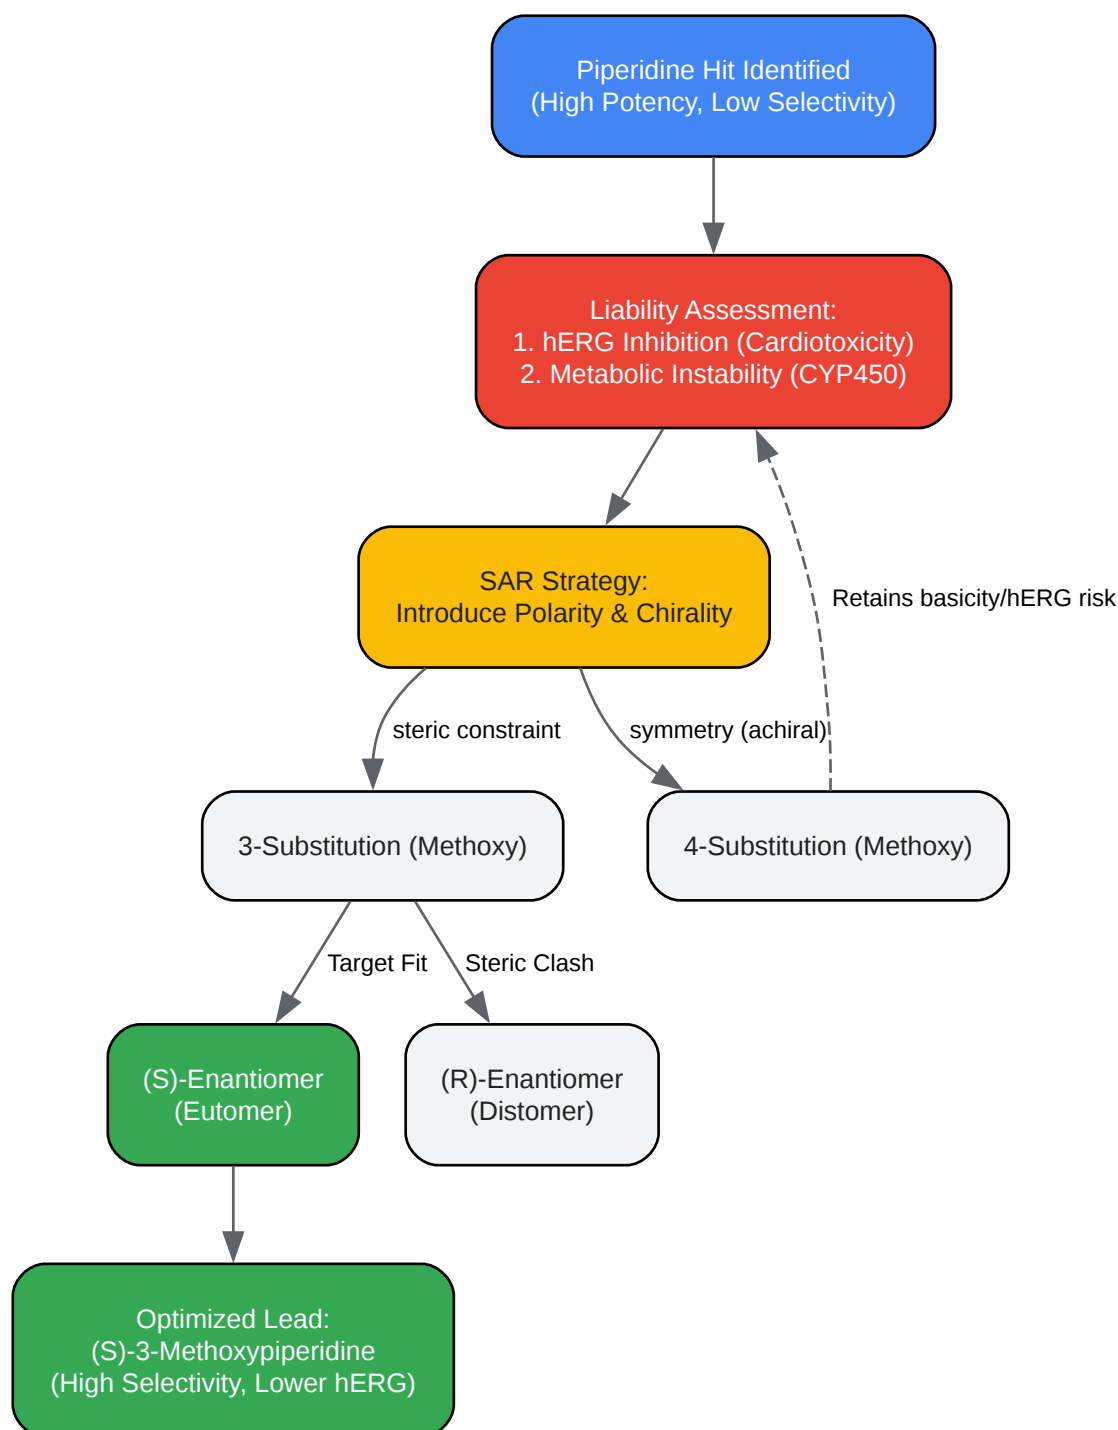 Piperidine Hit Identified
(High Potency, Low Selectivity)
Liability Assessment:
1. hERG Inhibition (Cardiotoxicity)
2. Metabolic Instability (CYP450)
SAR Strategy:
Introduce Polarity & Chirality
Retains basicity/hERG risk
steric constraint
symmetry (achiral)
3-Substitution (Methoxy)
4-Substitution (Methoxy)
Target Fit
Steric Clash
(S)-Enantiomer
(Eutomer)
(R)-Enantiomer
(Distomer)
Optimized Lead:
(S)-3-Methoxypiperidine
(High Selectivity, Lower hERG)